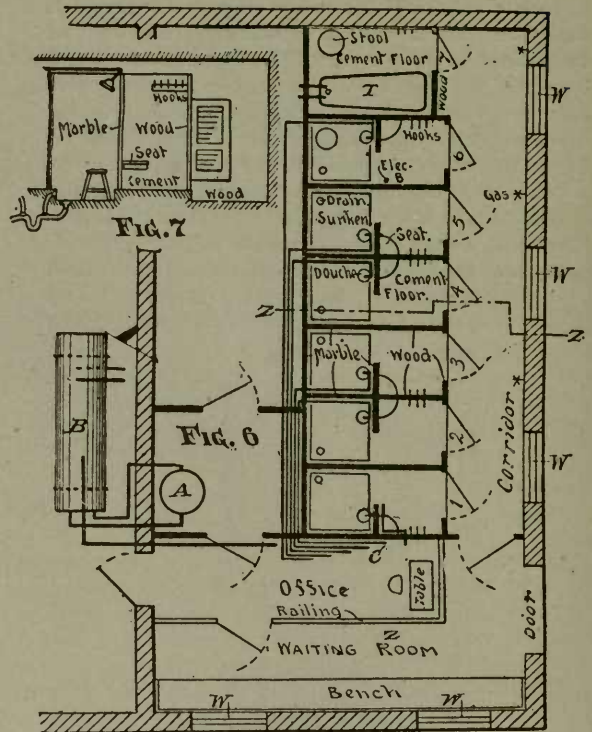 Stool
Cement Floor
T
Wood
7
W
Hooks
Marble
Wood
Seat
Cement
Wood
FIG. 7
Hooks
6
Elec.
B
Gas
Drain
Sunken
5
Seat.
W
Douche
Cement
Floor.
4
Z
Z
Marble
Wood
3
B
FIG. 6
2
Corridor
W
A
1
C
Office
Table
Railing
Z
Door
WAITING ROOM
Bench
W
W